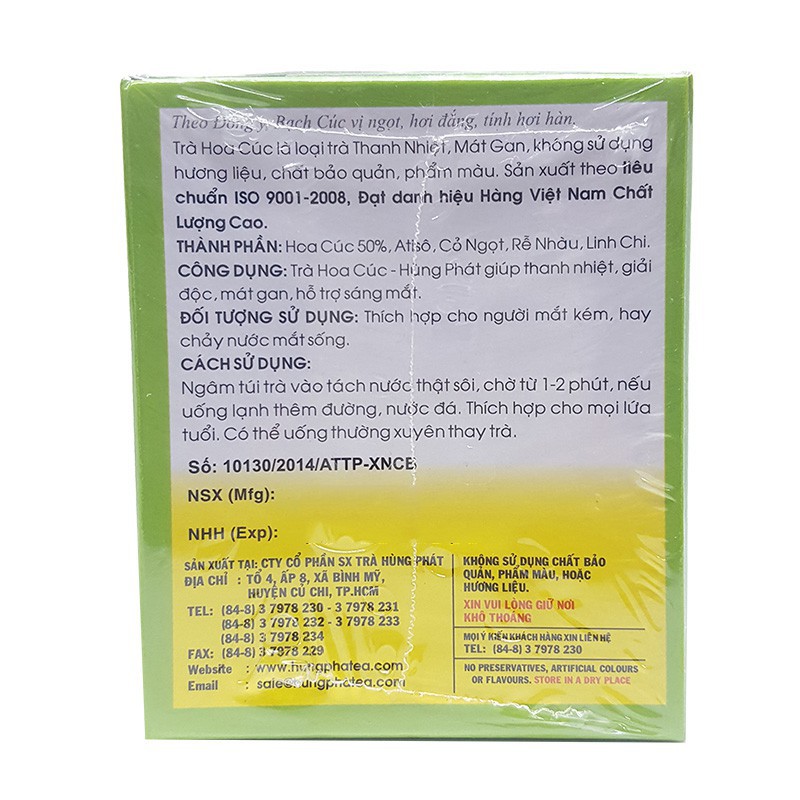 Theo Đông y, Bạch Cúc vị ngọt, hơi đắng, tính hơi hàn.
Trà Hoa Cúc là loại trà Thanh Nhiệt, Mát Gan, không sử dụng
hương liệu, chất bảo quản, phẩm màu. Sản xuất theo tiêu
chuẩn ISO 9001-2008, Đạt danh hiệu Hàng Việt Nam Chất
Lượng Cao.
THÀNH PHẦN: Hoa Cúc 50%, Atisô, Cỏ Ngọt, Rễ Nhàu, Linh Chi.
CÔNG DỤNG: Trà Hoa Cúc - Hùng Phát giúp thanh nhiệt, giải
độc, mát gan, hỗ trợ sáng mắt.
ĐỐI TƯỢNG SỬ DỤNG: Thích hợp cho người mắt kém, hay
chảy nước mắt sống.
CÁCH SỬ DỤNG:
Ngâm túi trà vào tách nước thật sôi, chờ từ 1-2 phút, nếu
uống lạnh thêm đường, nước đá. Thích hợp cho mọi lứa
tuổi. Có thể uống thường xuyên thay trà.
Số: 10130/2014/ATTP-XNCB
NSX (Mfg):
NHH (Exp):
SẢN XUẤT TẠI: CTY CỔ PHẦN SX TRÀ HÙNG PHÁT
ĐỊA CHỈ : TỔ 4, ẤP 8, XÃ BÌNH MỸ,
HUYỆN CỦ CHI, TP.HCM
TEL: (84-8) 3 7978 230 - 3 7978 231
(84-8) 3 7978 232 - 3 7978 233
(84-8) 3 7978 234
FAX: (84-8) 3 7978 229
Website : www.hungphatea.com
Email : sale@hungphatea.com
KHÔNG SỬ DỤNG CHẤT BẢO
QUẢN, PHẨM MÀU, HOẶC
HƯƠNG LIỆU.
XIN VUI LÒNG GIỮ NƠI
KHÔ THOÁNG
MỌI Ý KIẾN KHÁCH HÀNG XIN LIÊN HỆ
TEL: (84-8) 3 7978 230
NO PRESERVATIVES, ARTIFICIAL COLOURS
OR FLAVOURS. STORE IN A DRY PLACE